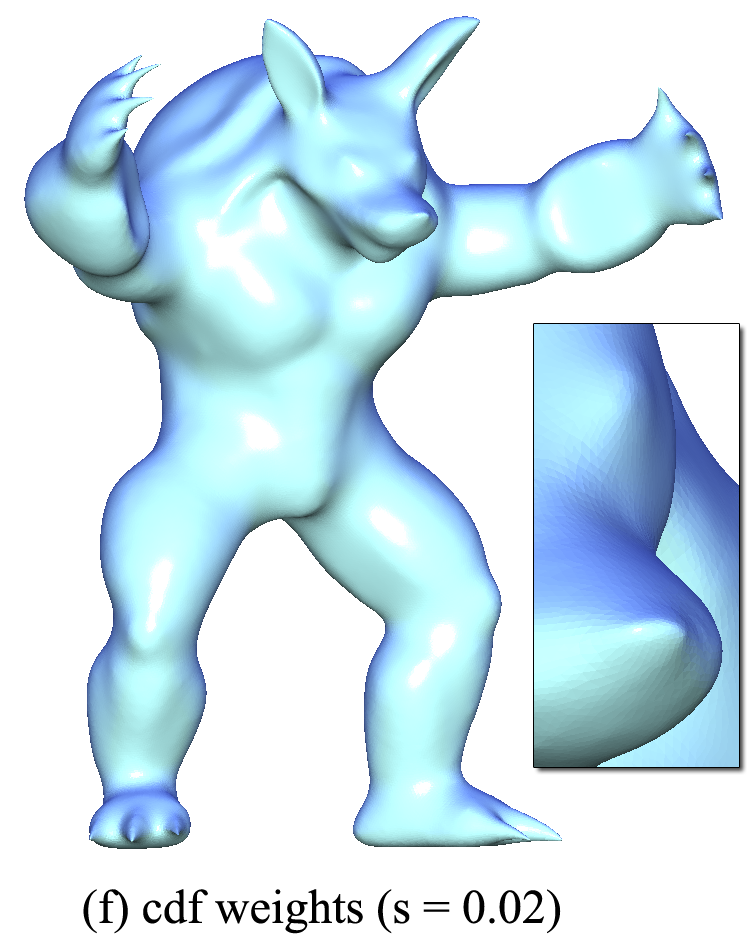 (f) cdf weights (s = 0.02)